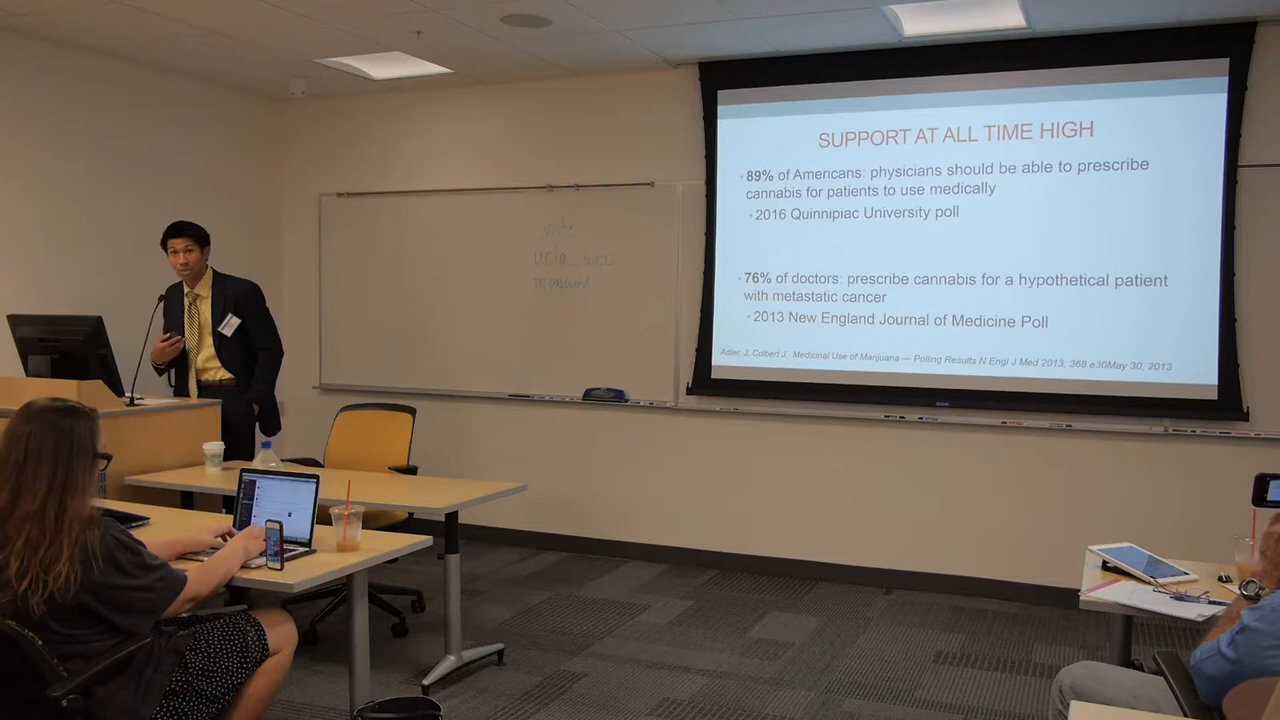 SUPPORT AT ALL TIME HIGH
89% of Americans: physicians should be able to prescribe
cannabis for patients to use medically
2016 Quinnipiac University poll
76% of doctors: prescribe cannabis for a hypothetical patient
with metastatic cancer
2013 New England Journal of Medicine Poll
Adler, J, Colbert J. Medicinal Use of Marijuana — Polling Results N Engl J Med 2013; 368:e30May 30, 2013
no password